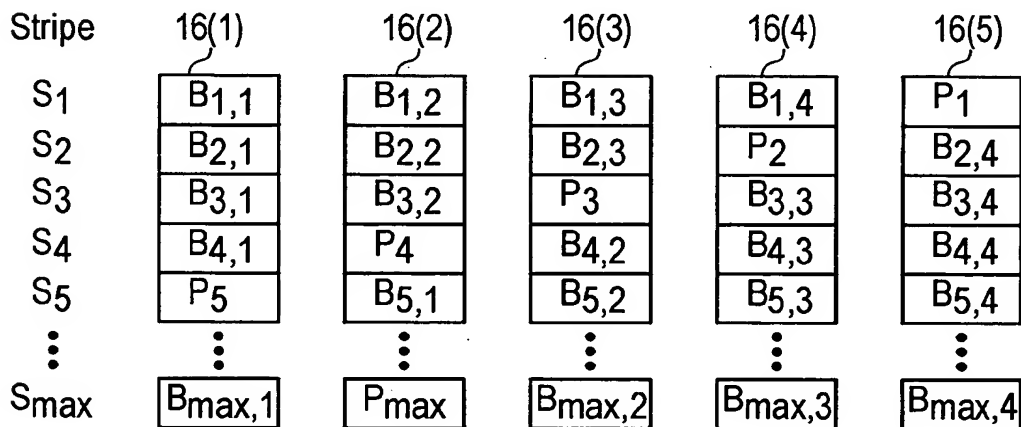 Stripe 16(1) 16(2) 16(3) 16(4) 16(5)
S1 B1,1 B1,2 B1,3 B1,4 P1
S2 B2,1 B2,2 B2,3 P2 B2,4
S3 B3,1 B3,2 P3 B3,3 B3,4
S4 B4,1 P4 B4,2 B4,3 B4,4
S5 P5 B5,1 B5,2 B5,3 B5,4
Smax Bmax,1 Pmax Bmax,2 Bmax,3 Bmax,4